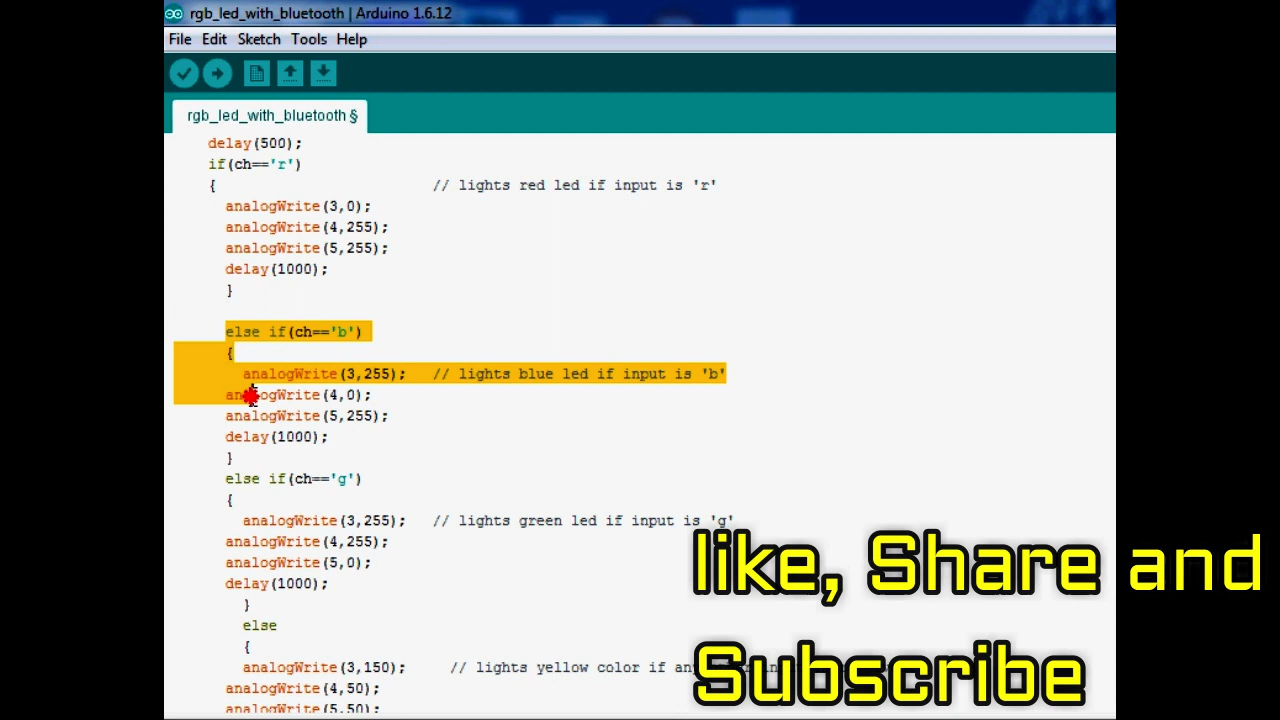 rgb_led_with_bluetooth | Arduino 1.6.12
File Edit Sketch Tools Help
rgb_led_with_bluetooth §
delay(500);
if(ch=='r')
{ // lights red led if input is 'r'
analogWrite(3,0);
analogWrite(4,255);
analogWrite(5,255);
delay(1000);
}
else if(ch=='b')
{
analogWrite(3,255); // lights blue led if input is 'b'
analogWrite(4,0);
analogWrite(5,255);
delay(1000);
}
else if(ch=='g')
{
analogWrite(3,255); // lights green led if input is 'g'
analogWrite(4,255);
analogWrite(5,0);
delay(1000);
}
else
{
analogWrite(3,150); // lights yellow color if
analogWrite(4,50);
analogWrite(5,50);
like, Share and
Subscribe